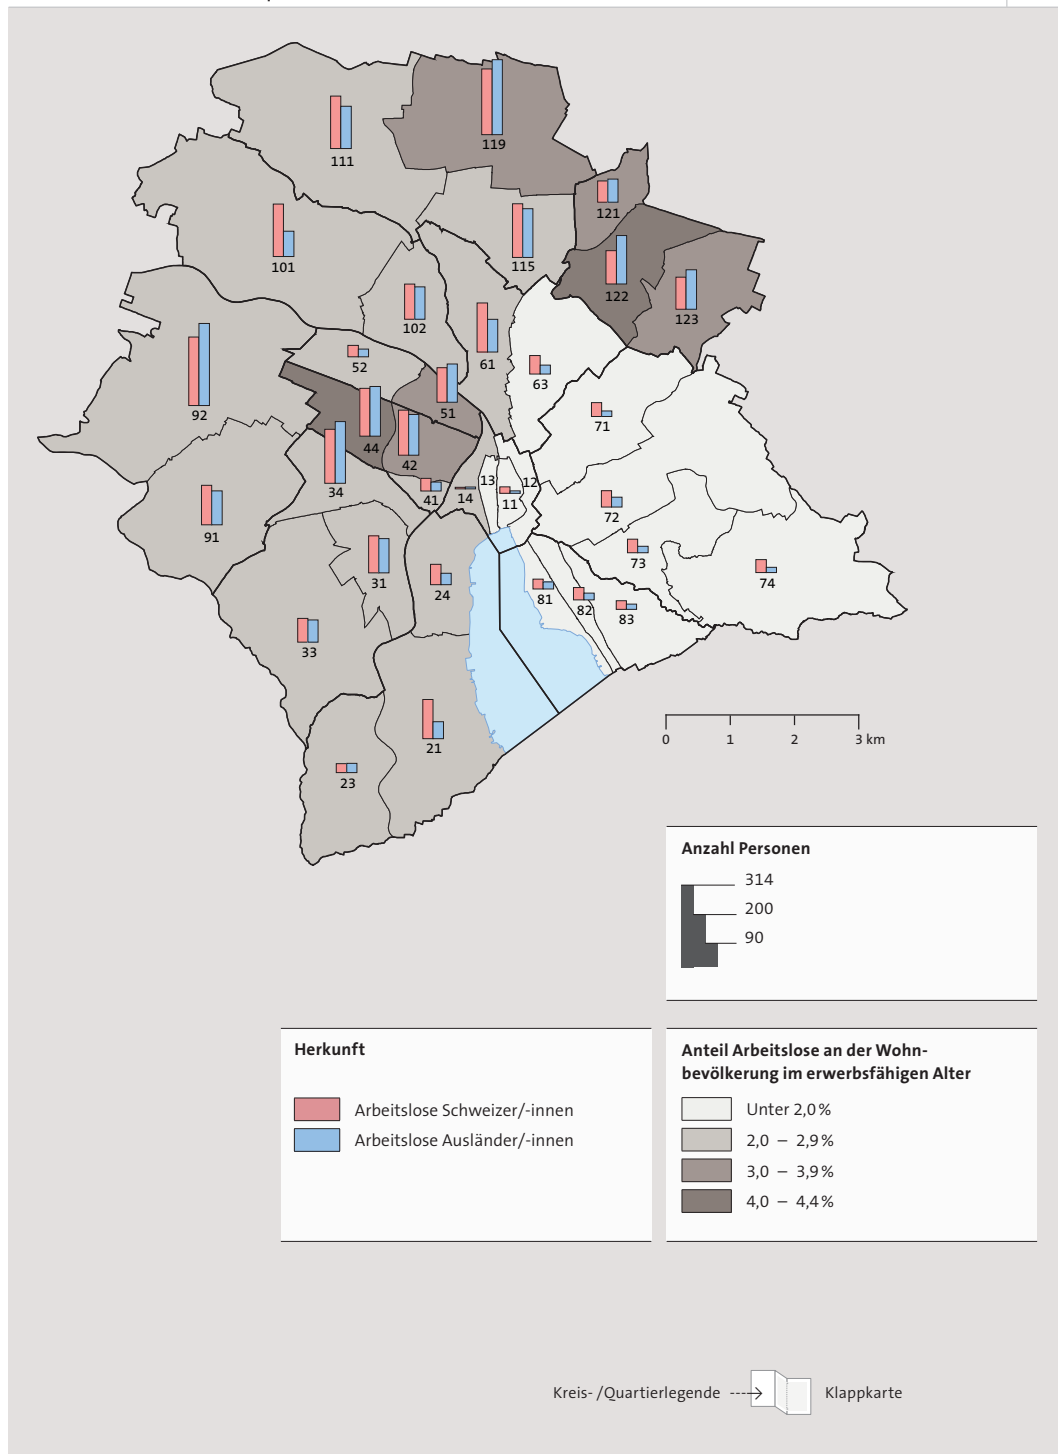 119
111
121
101
115
122
123
102
61
52
63
92
51
71
44
42
34
41
14
13
12
11
72
91
73
74
31
24
81
82
83
33
21
23
0 1 2 3 km
Anzahl Personen
314
200
90
Herkunft
Arbeitslose Schweizer/-innen
Arbeitslose Ausländer/-innen
Anteil Arbeitslose an der Wohn-
bevölkerung im erwerbsfähigen Alter
Unter 2,0 %
2,0 – 2,9 %
3,0 – 3,9 %
4,0 – 4,4 %
Kreis- /Quartierlegende
Klappkarte